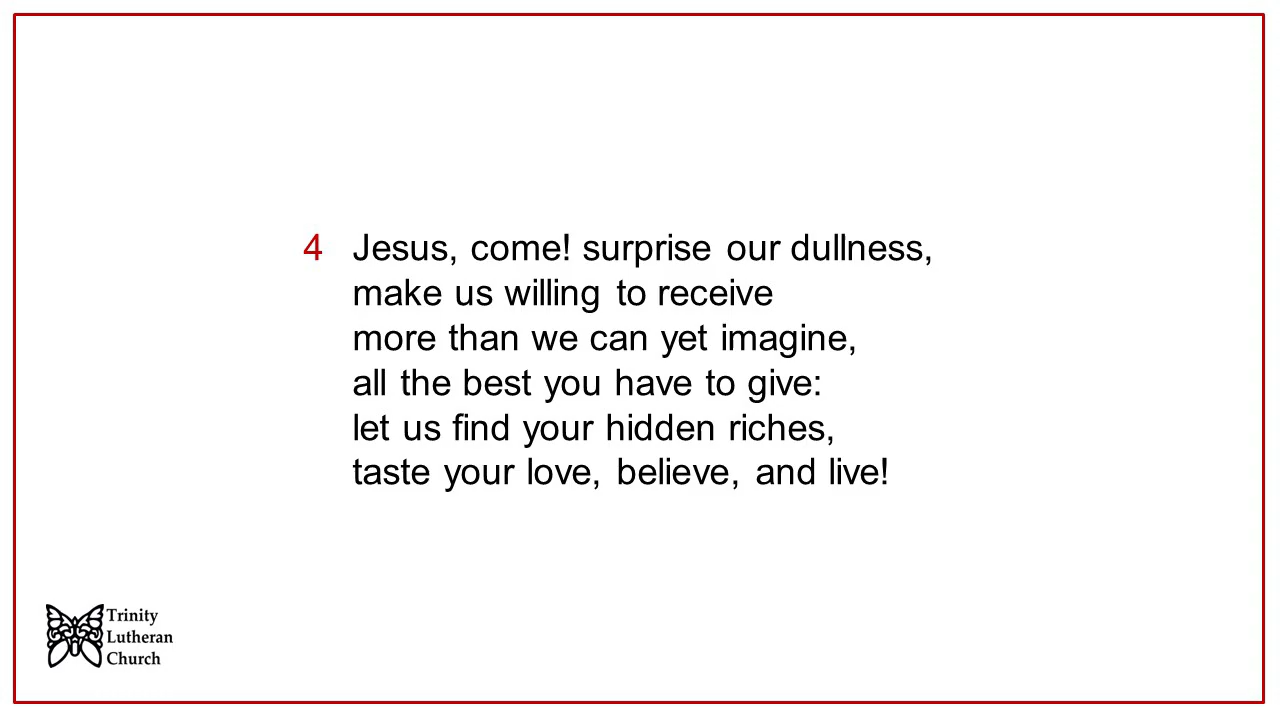 4 Jesus, come! surprise our dullness,
make us willing to receive
more than we can yet imagine,
all the best you have to give:
let us find your hidden riches,
taste your love, believe, and live!
Trinity
Lutheran
Church